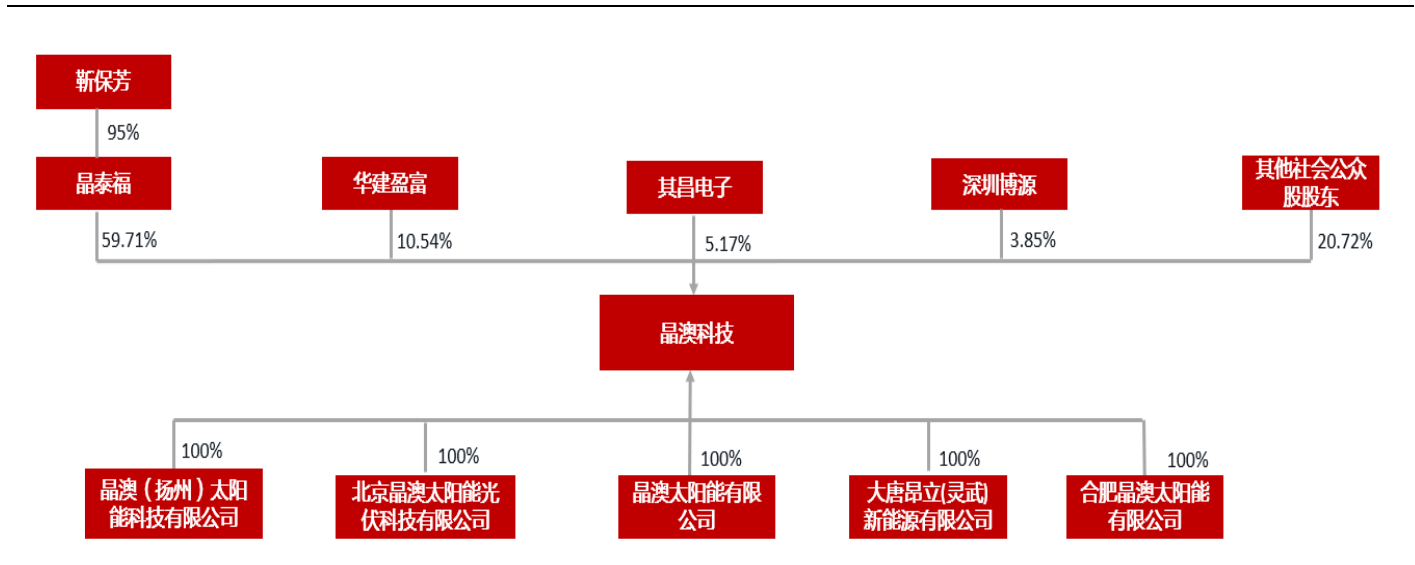 靳保芳
95%
晶泰福
华建盈富
其昌电子
深圳博源
其他社会公众
股股东
59.71%
10.54%
5.17%
3.85%
20.72%
晶澳科技
100%
100%
100%
100%
100%
晶澳（扬州）太阳
能科技有限公司
北京晶澳太阳能光
伏科技有限公司
晶澳太阳能有限
公司
大唐昂立(灵武)
新能源有限公司
合肥晶澳太阳能
有限公司